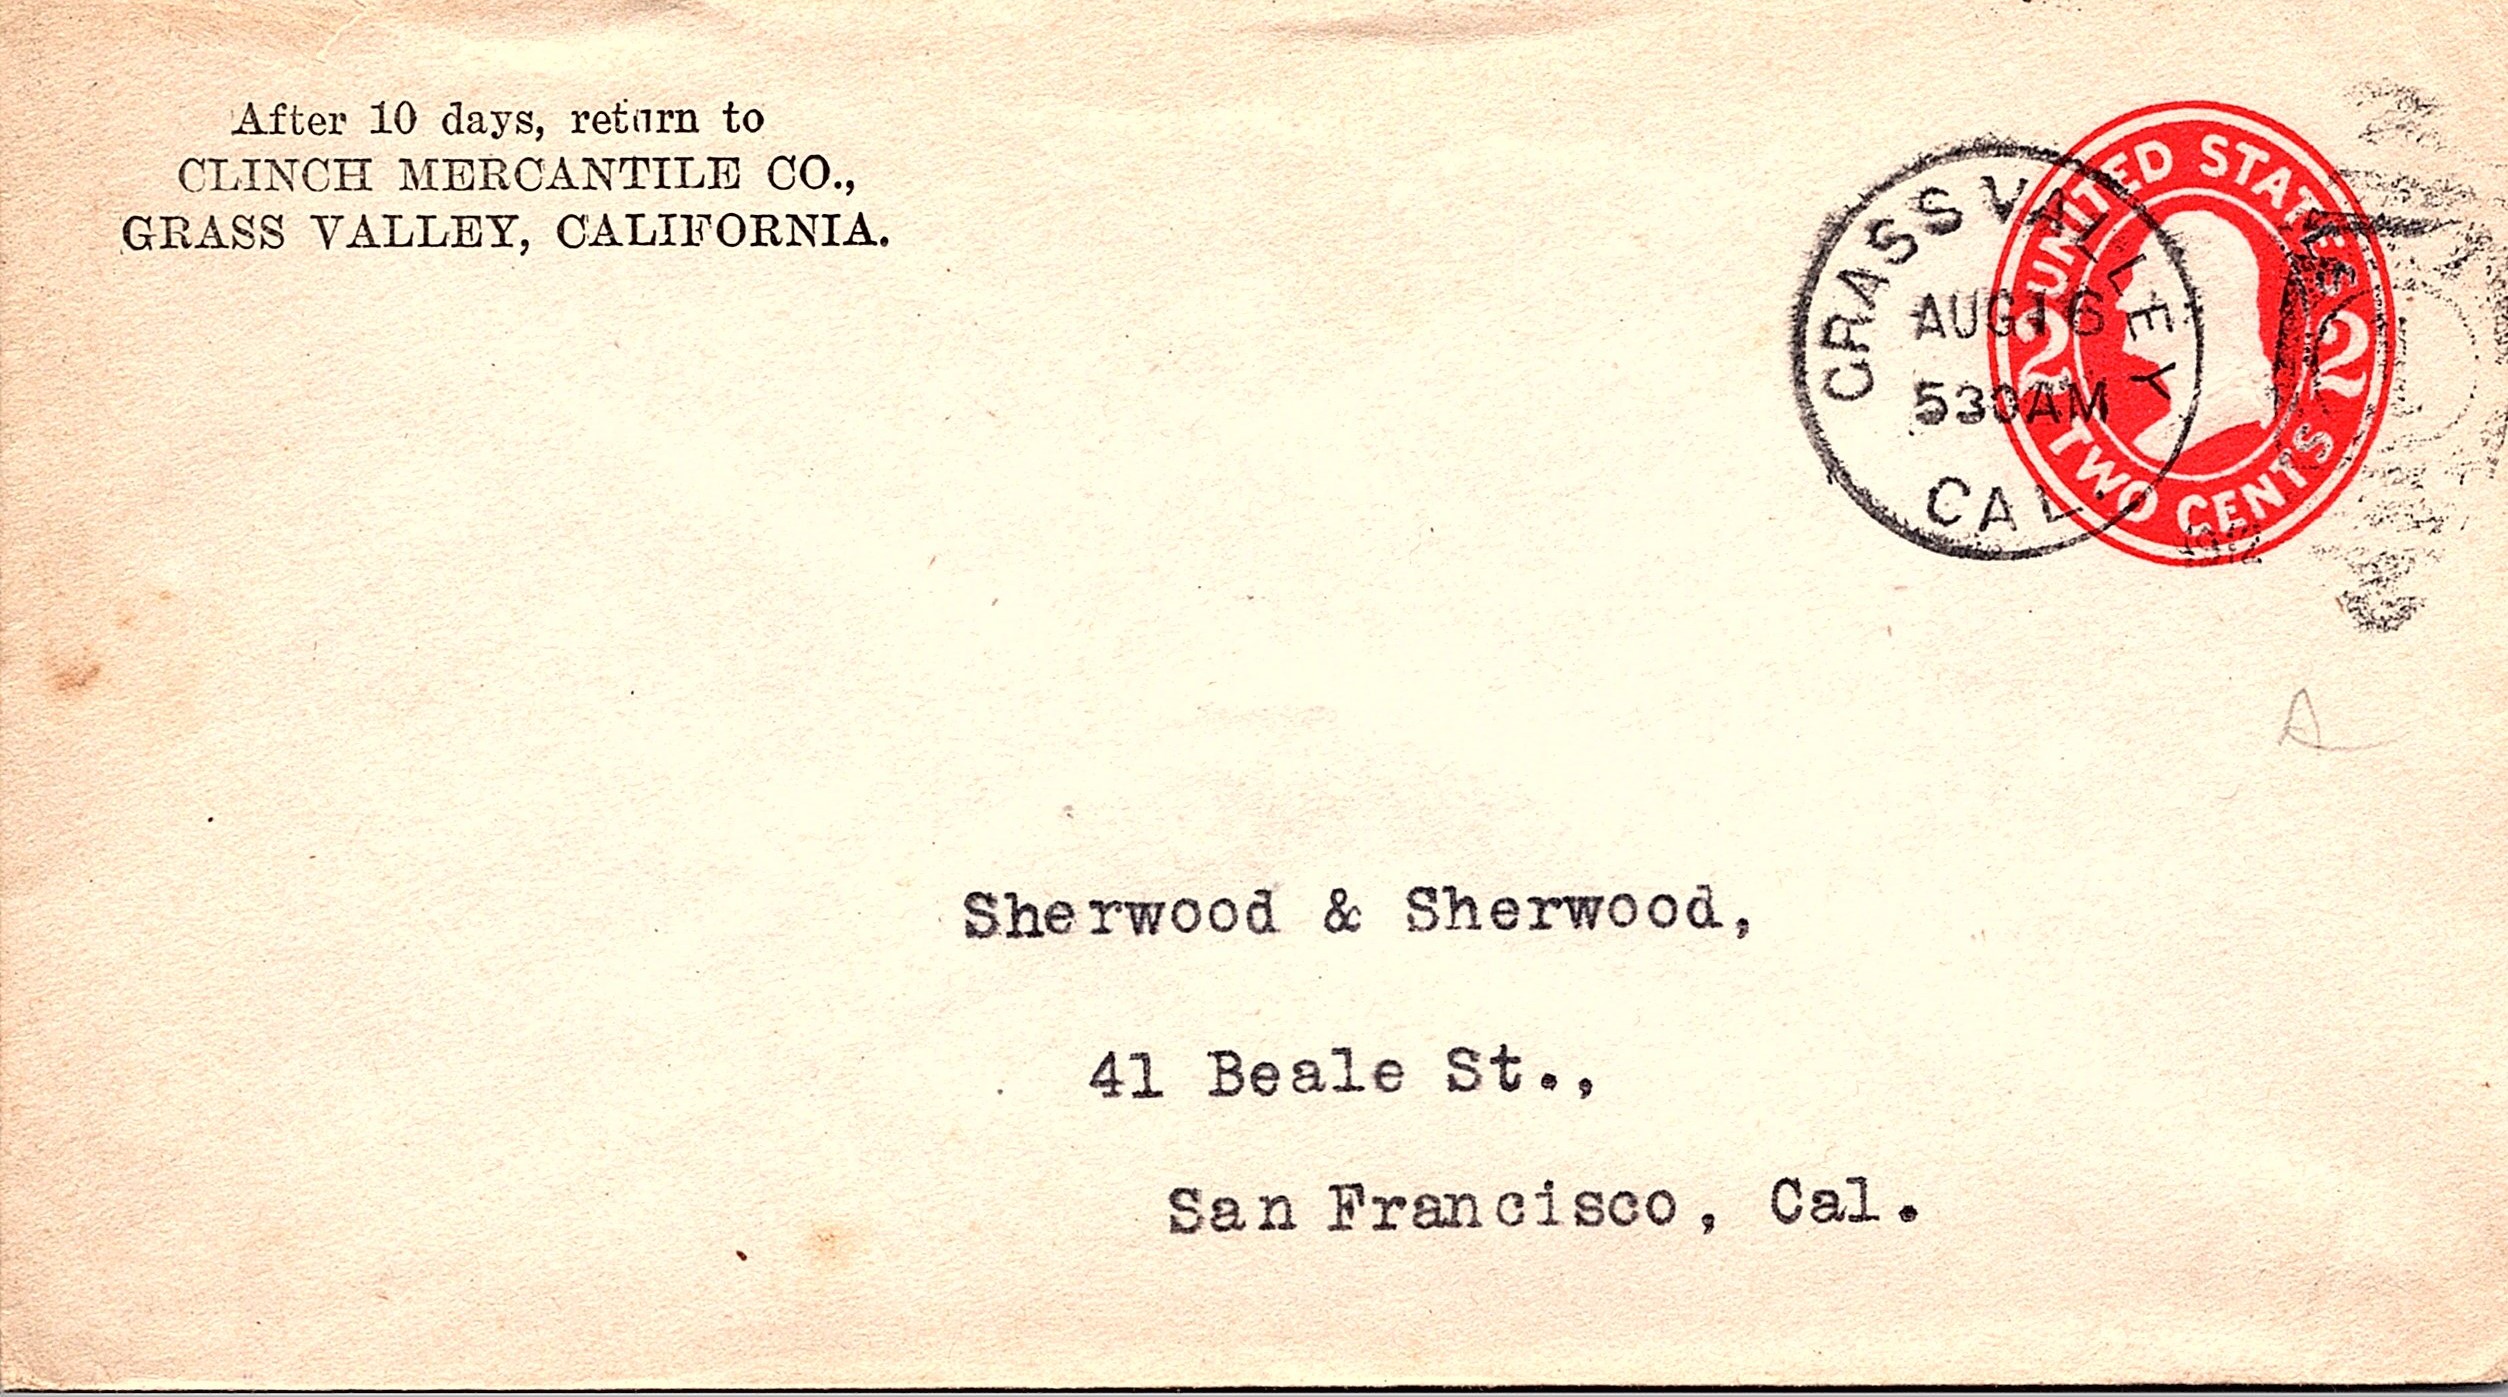 After 10 days, return to
CLINCH MERCANTILE CO.,
GRASS VALLEY, CALIFORNIA.
GRASS VALLEY
AUG 16
530AM
CAL.
UNITED STATES
2 2
TWO CENTS
1912
A
Sherwood & Sherwood,
41 Beale St.,
San Francisco, Cal.